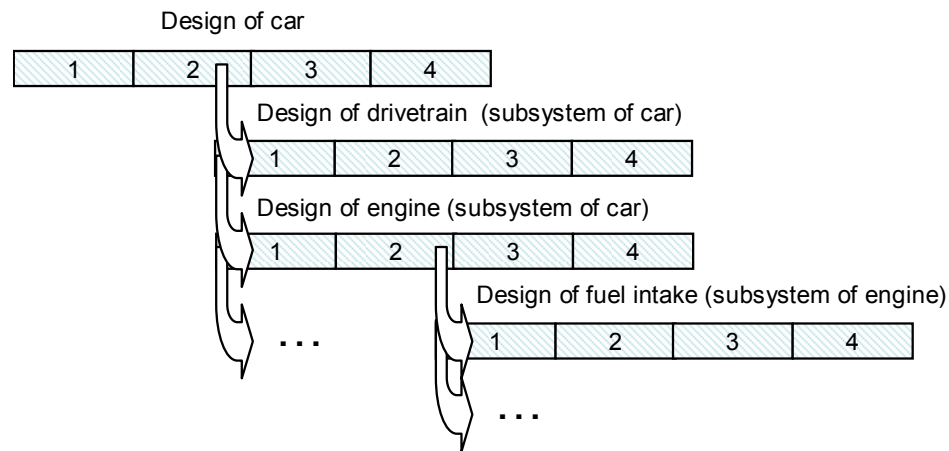 Design of car
1 2 3 4
Design of drivetrain (subsystem of car)
1 2 3 4
Design of engine (subsystem of car)
1 2 3 4
Design of fuel intake (subsystem of engine)
... 1 2 3 4
...